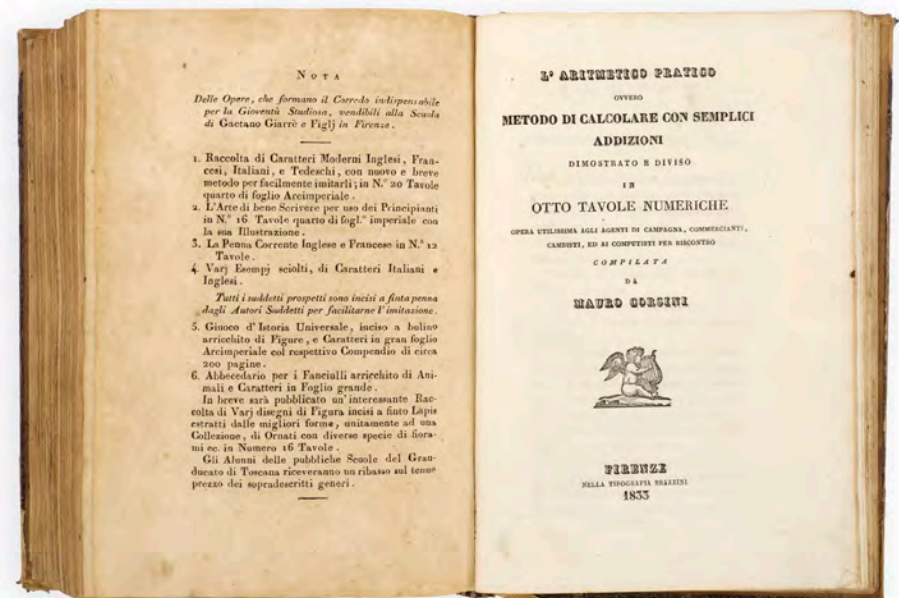 NOTA
Delle Opere, che formano il Corredo indispensabile
per la Gioventù Studiosa, vendibili alla Scuola
di Gaetano Giarrè e Figlj in Firenze.
1. Raccolta di Caratteri Moderni Inglesi, Fran-
cesi, Italiani, e Tedeschi, con nuovo e breve
metodo per facilmente imitarli; in N.° 20 Tavole
quarto di foglio Arcimperiale.
2. L'Arte di bene Scrivere per uso dei Principianti
in N.° 16 Tavole quarto di fogl.° imperiale con
la sua Illustrazione.
3. La Penna Corrente Inglese e Francese in N.° 12
Tavole.
4. Varj Esempj sciolti, di Caratteri Italiani e
Inglesi.
Tutti i suddetti prospetti sono incisi a finta penna
dagli Autori Suddetti per facilitarne l'imitazione.
5. Giuoco d'Istoria Universale, inciso a bulino
arricchito di Figure, e Caratteri in gran foglio
Arcimperiale col respettivo Compendio di circa
200 pagine.
6. Abbecedario per i Fanciulli arricchito di Ani-
mali e Caratteri in Foglio grande.
In breve sarà pubblicato un'interessante Rac-
colta di Varj disegni di Figura incisi a finto Lapis
estratti dalle migliori forme, unitamente ad una
Collezione, di Ornati con diverse specie di fiora-
mi ec. in Numero 16 Tavole.
Gli Alunni delle pubbliche Scuole del Gran-
ducato di Toscana riceveranno un ribasso sul tenue
prezzo dei sopradescritti generi.
L'ARITMETICO PRATICO
OVVERO
METODO DI CALCOLARE CON SEMPLICI
ADDIZIONI
DIMOSTRATO E DIVISO
IN
OTTO TAVOLE NUMERICHE
OPERA UTILISSIMA AGLI AGENTI DI CAMPAGNA, COMMERCIANTI,
CAMBISTI, ED AI COMPUTISTI PER RISCONTRO
COMPILATA
DA
MAURO CORSINI
FIRENZE
NELLA TIPOGRAFIA BRAZZINI
1833